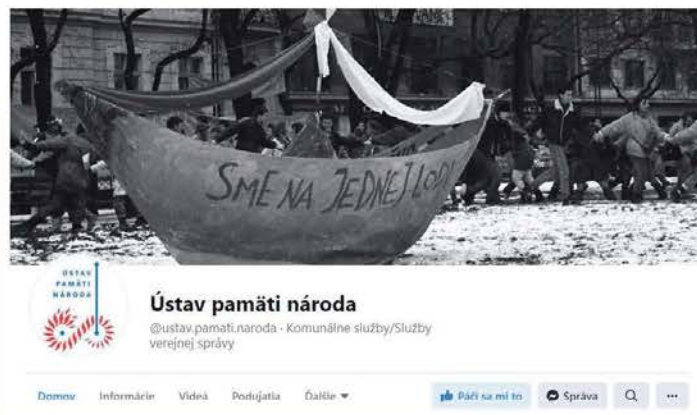 SME NA JEDNEJ LODI
ÚSTAV
PAMÄTI
NÁRODA
Ústav pamäti národa
@ustav.pamati.naroda · Komunálne služby/Služby
verejnej správy
Domov Informácie Videá Podujatia Ďalšie
Páči sa mi to Správa